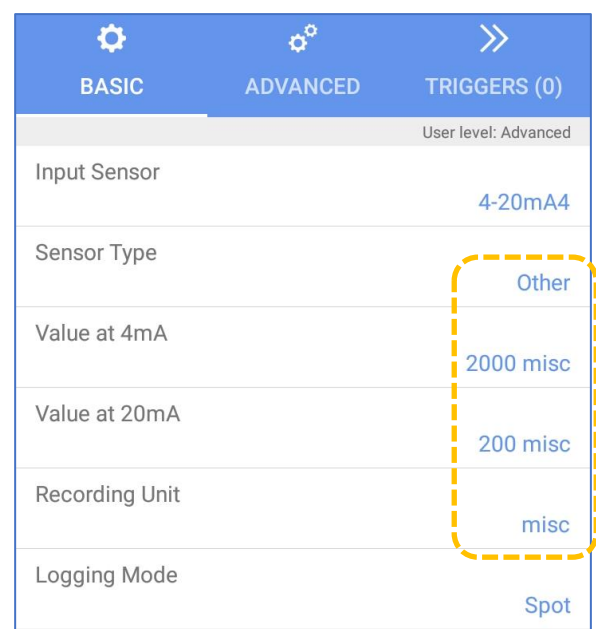 BASIC ADVANCED TRIGGERS (0)
User level: Advanced
Input Sensor
4-20mA4
Sensor Type
Other
Value at 4mA
2000 misc
Value at 20mA
200 misc
Recording Unit
misc
Logging Mode
Spot